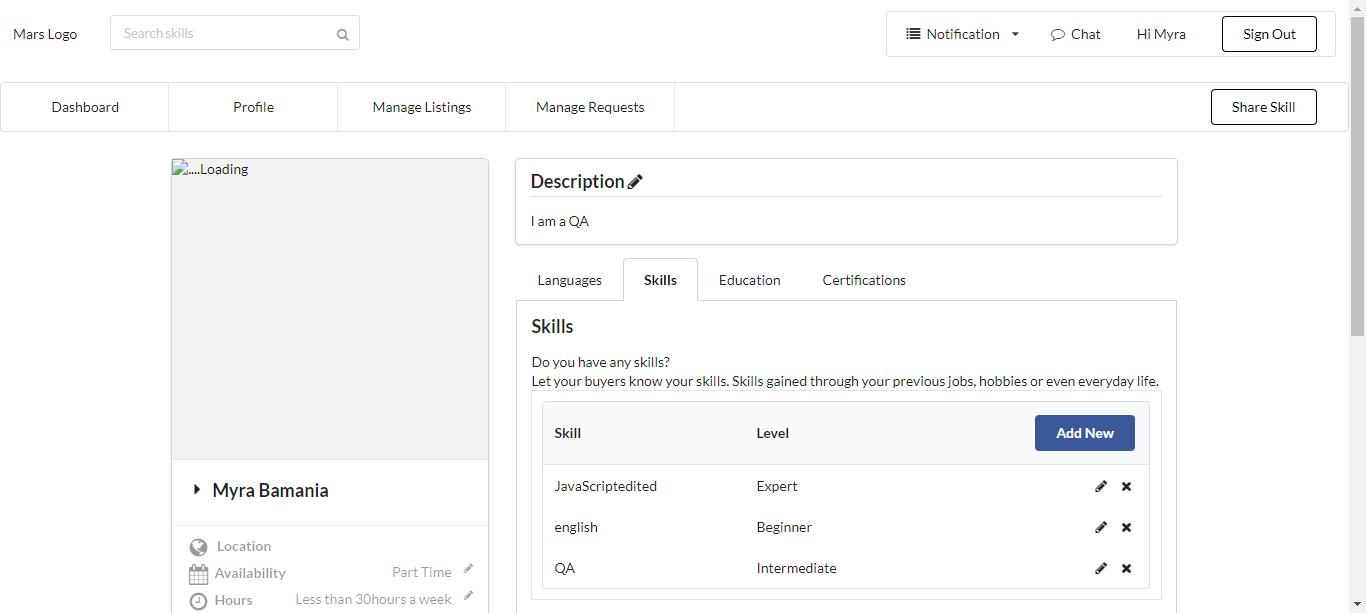 Mars Logo
Search skills
Notification
Chat
Hi Myra
Sign Out
Dashboard
Profile
Manage Listings
Manage Requests
Share Skill
....Loading
Myra Bamania
Location
Availability Part Time
Hours Less than 30hours a week
Description
I am a QA
Languages
Skills
Education
Certifications
Skills
Do you have any skills?
Let your buyers know your skills. Skills gained through your previous jobs, hobbies or even everyday life.
Skill Level Add New
JavaScriptedited Expert
english Beginner
QA Intermediate